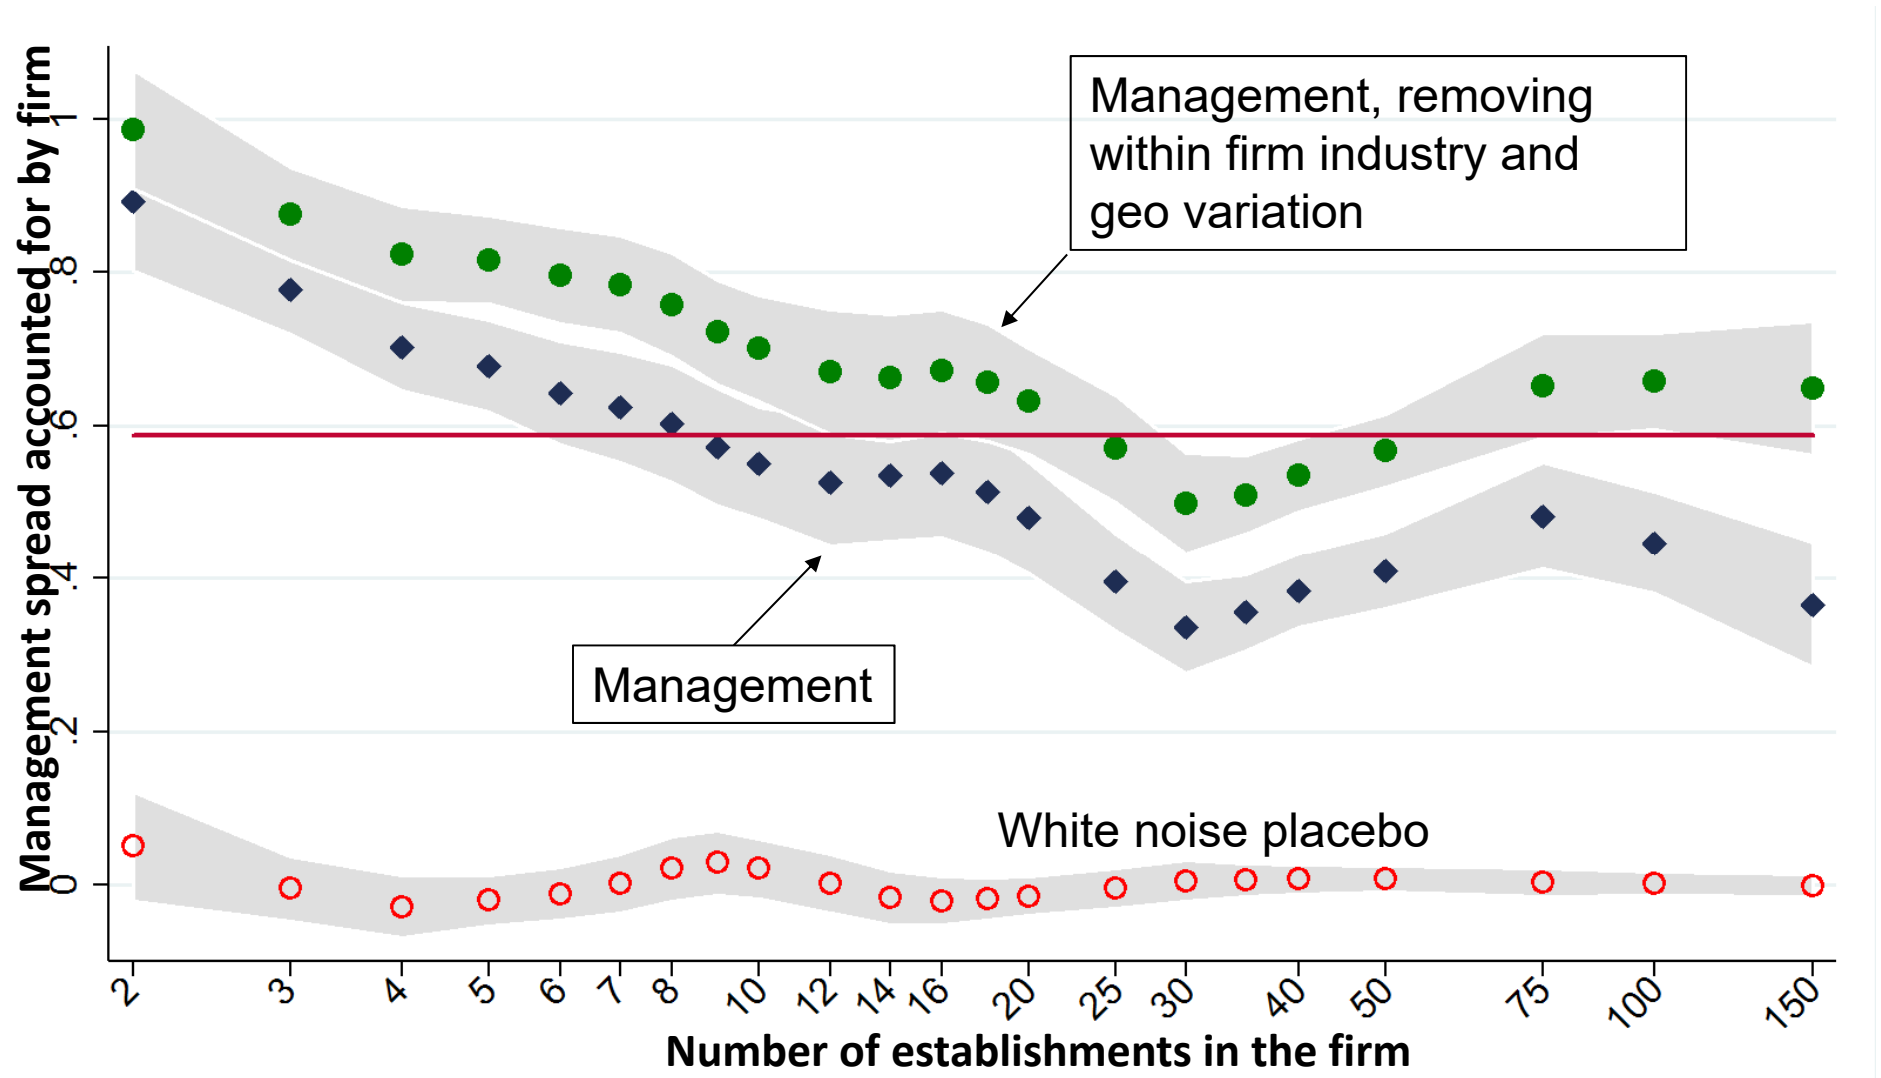 Management spread accounted for by firm
1
.8
.6
.4
.2
0
Management, removing
within firm industry and
geo variation
Management
White noise placebo
2 3 4 5 6 7 8 10 12 14 16 20 25 30 40 50 75 100 150
Number of establishments in the firm